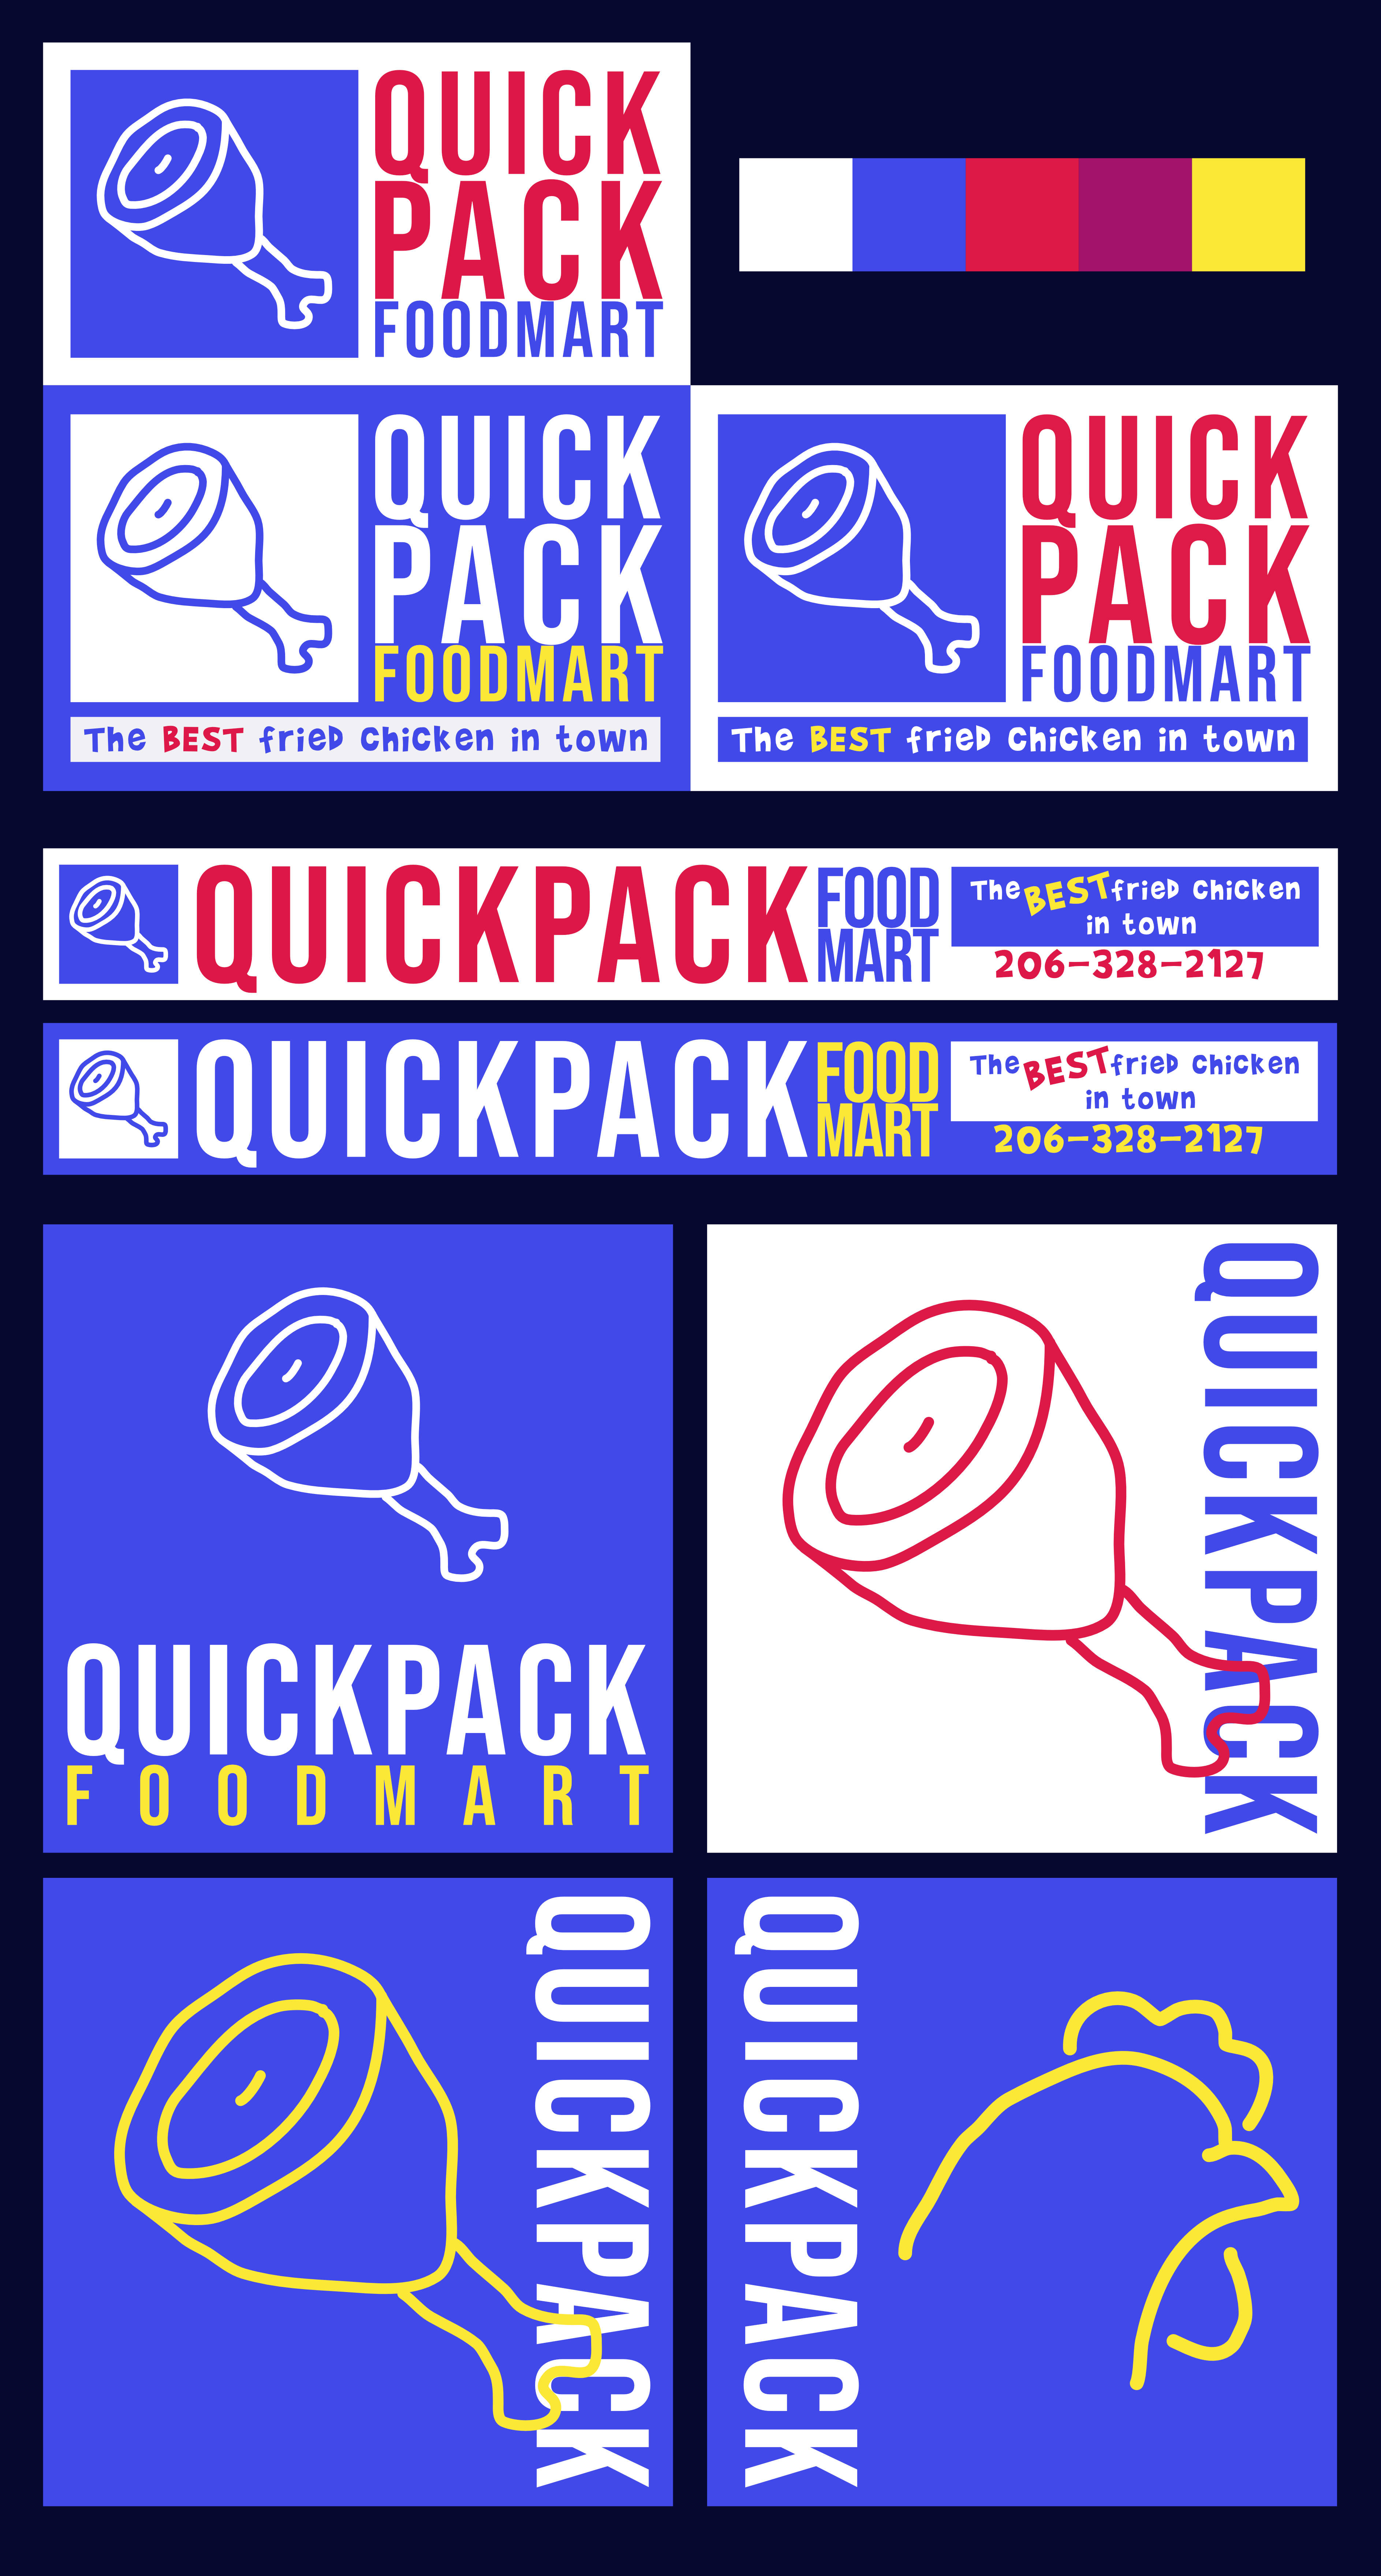 QUICK
PACK
FOODMART
QUICK
PACK
FOODMART
The BEST frieD chicken in town
QUICK
PACK
FOODMART
The BEST frieD chicken in town
QUICKPACK
FOOD
MART
The BEST frieD chicken
in town
206-328-2127
QUICKPACK
FOOD
MART
The BEST frieD chicken
in town
206-328-2127
QUICKPACK
FOODMART
QUICKPACK
QUICKPACK
QUICKPACK